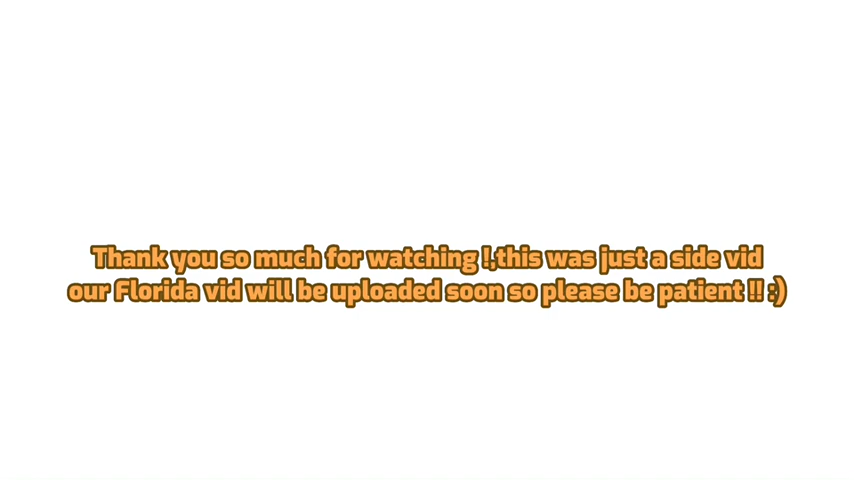 Thank you so much for watching !,this was just a side vid
our Florida vid will be uploaded soon so please be patient !! :)